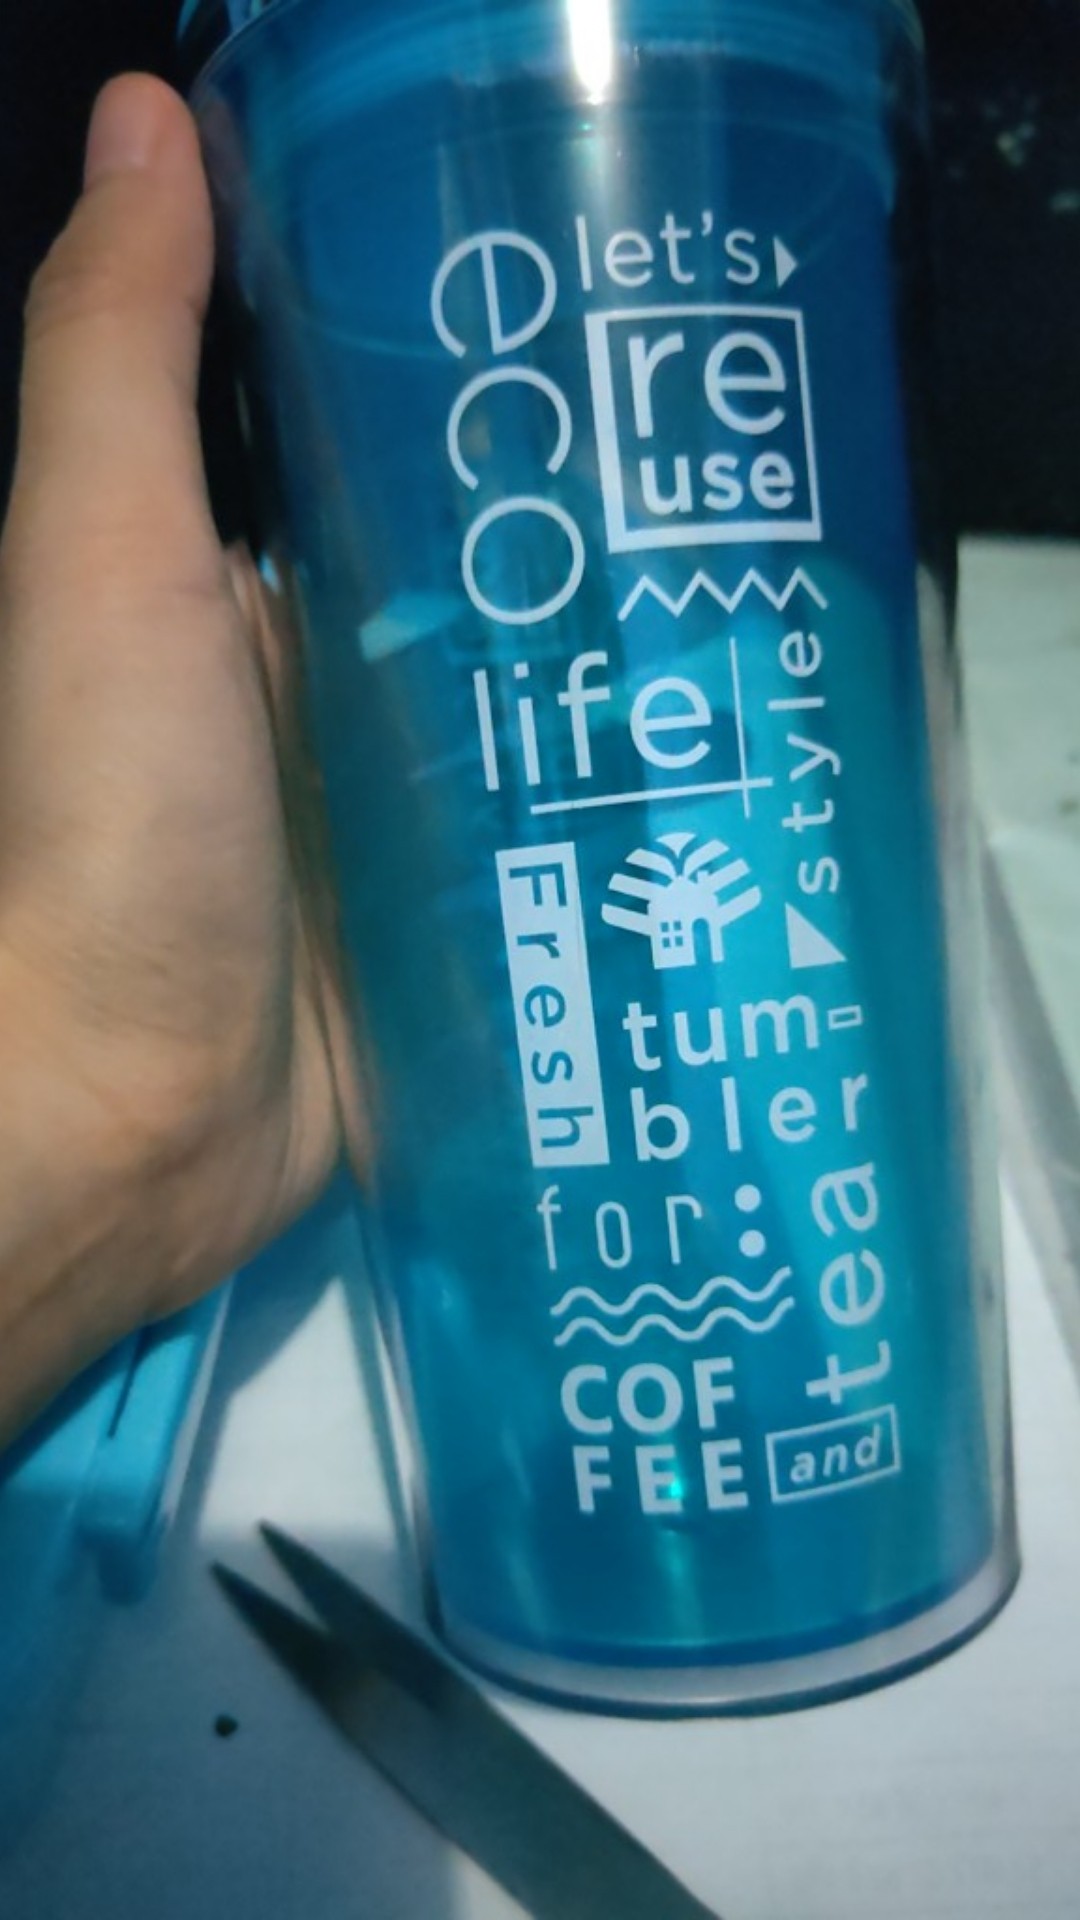 eco
let's
re
use
life
style
Fresh
tum
bler
for:
COF
FEE
and
tea